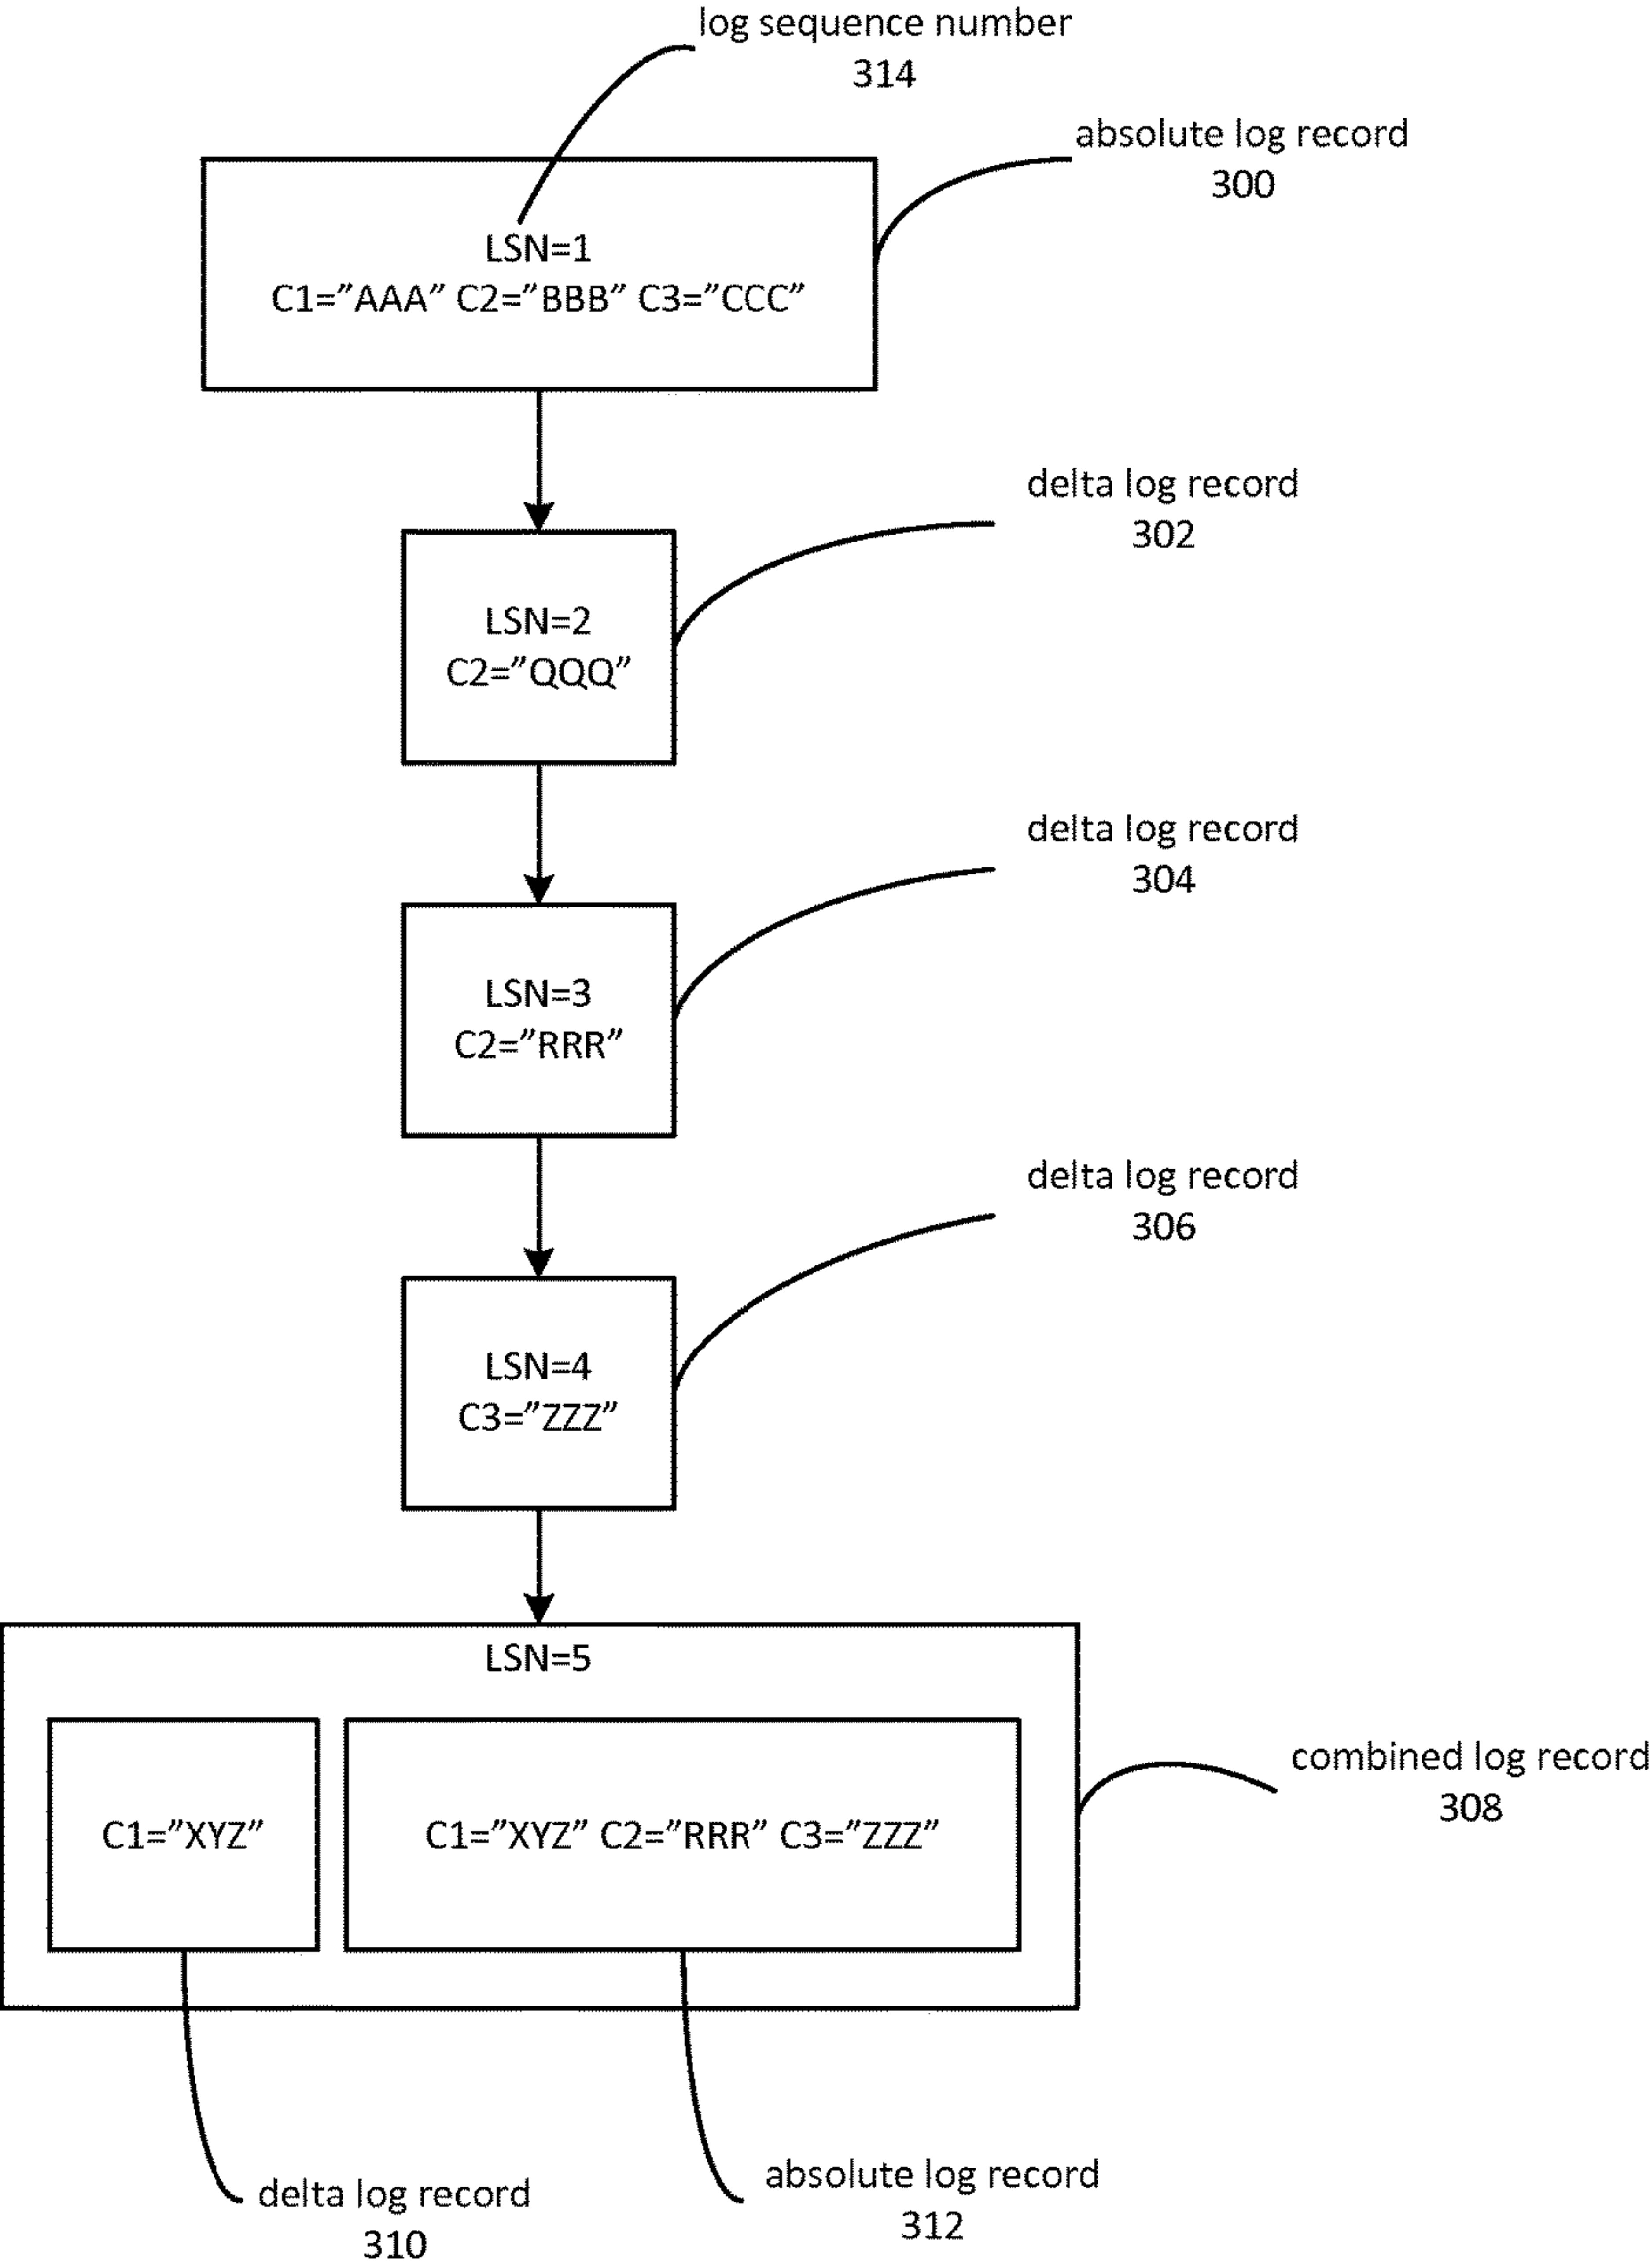 log sequence number
314
absolute log record
300
LSN=1
C1=”AAA” C2=”BBB” C3=”CCC”
delta log record
302
LSN=2
C2=”QQQ”
delta log record
304
LSN=3
C2=”RRR”
delta log record
306
LSN=4
C3=”ZZZ”
LSN=5
combined log record
308
C1=”XYZ”
C1=”XYZ” C2=”RRR” C3=”ZZZ”
delta log record
310
absolute log record
312